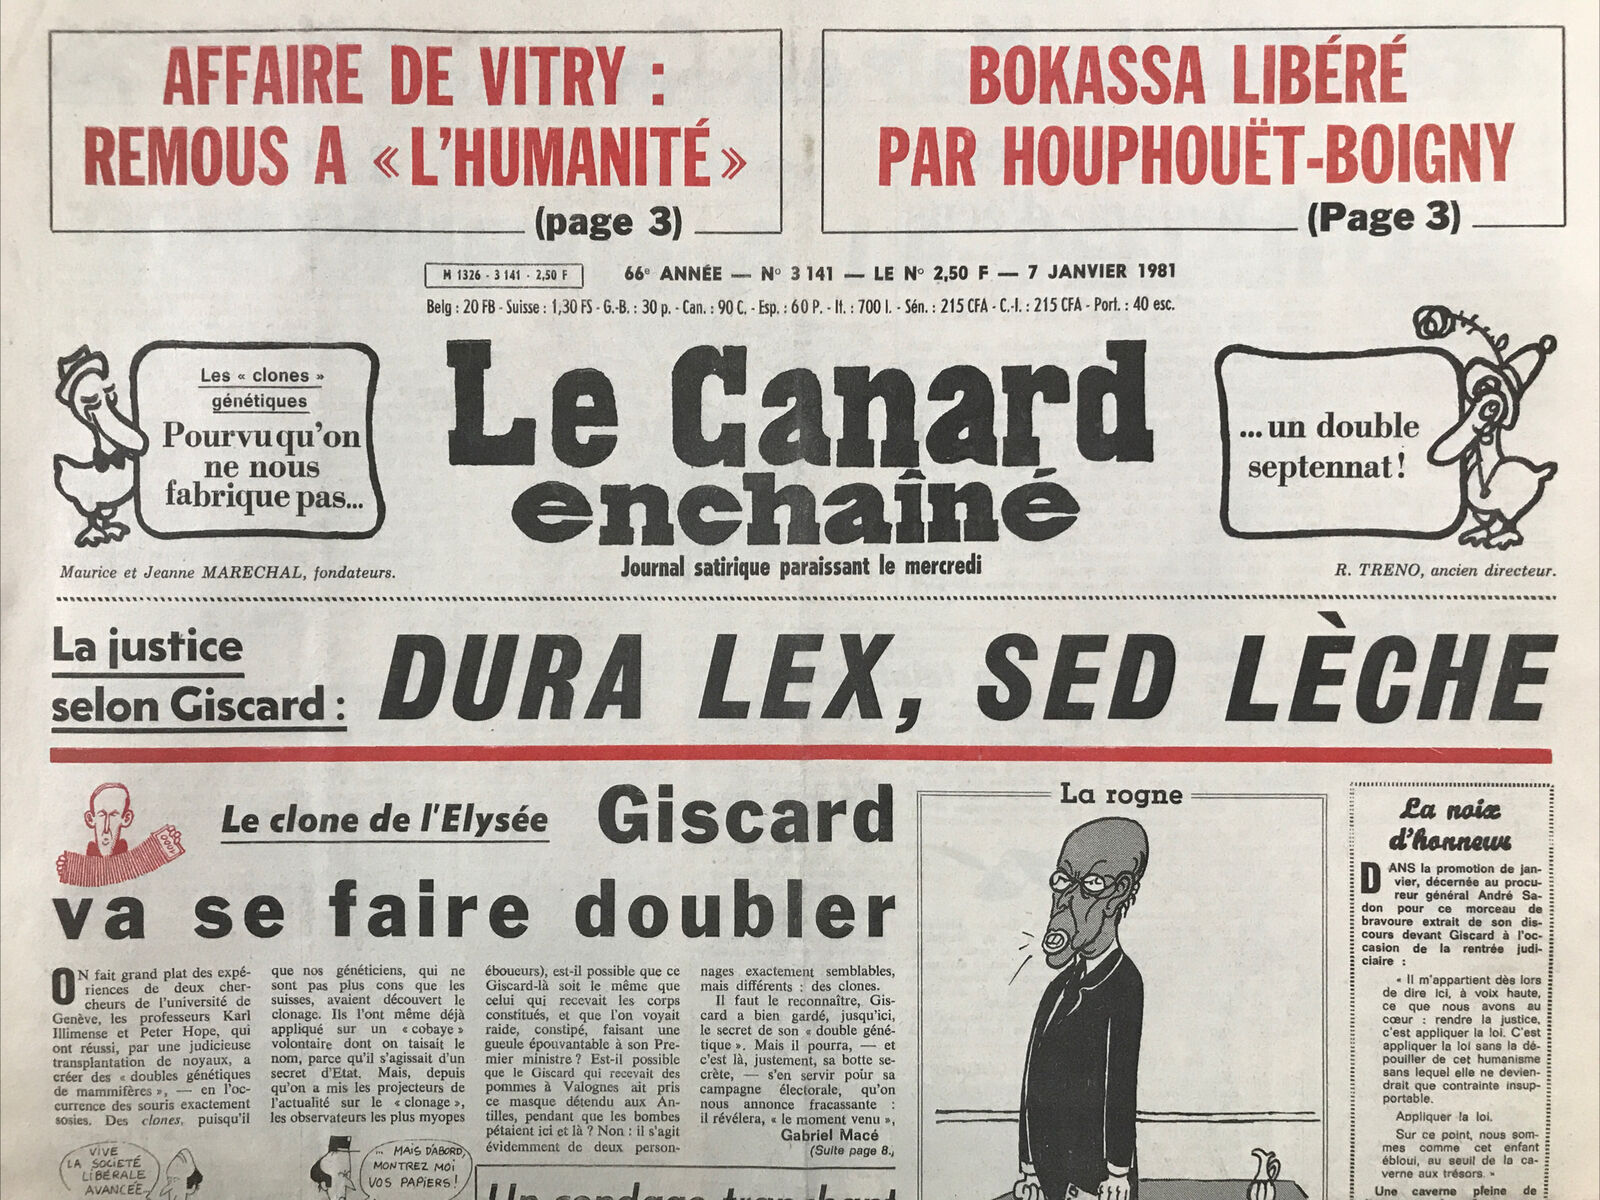 AFFAIRE DE VITRY :
REMOUS A « L'HUMANITÉ »
(page 3)
BOKASSA LIBÉRÉ
PAR HOUPHOUËT-BOIGNY
(Page 3)
M 1326 - 3 141 - 2,50 F
66e ANNÉE — No 3 141 — LE No 2,50 F — 7 JANVIER 1981
Belg : 20 FB - Suisse : 1,30 FS - G.-B. : 30 p. - Can. : 90 C. - Esp. : 60 P. - It. : 700 l. - Sén. : 215 CFA - C.-I. : 215 CFA - Port. : 40 esc.
Les « clones »
génétiques
Pourvu qu'on
ne nous
fabrique pas...
Le Canard
enchaîné
Journal satirique paraissant le mercredi
...un double
septennat !
Maurice et Jeanne MARECHAL, fondateurs.
R. TRENO, ancien directeur.
La justice
selon Giscard :
DURA LEX, SED LÈCHE
Le clone de l'Elysée
Giscard
va se faire doubler
ON fait grand plat des expé-
riences de deux cher-
cheurs de l'université de
Genève, les professeurs Karl
Illimense et Peter Hope, qui
ont réussi, par une judicieuse
transplantation de noyaux, a
créer des « doubles génétiques
de mammifères », — en l'oc-
currence des souris exactement
sosies. Des clones, puisqu'il
que nos généticiens, qui ne
sont pas plus cons que les
suisses, avaient découvert le
clonage. Ils l'ont même déjà
appliqué sur un « cobaye »
volontaire dont on taisait le
nom, parce qu'il s'agissait d'un
secret d'Etat. Mais, depuis
qu'on a mis les projecteurs de
l'actualité sur le « clonage »,
les observateurs les plus myopes
éboueurs), est-il possible que ce
Giscard-là soit le même que
celui qui recevait les corps
constitués, et que l'on voyait
raide, constipé, faisant une
gueule épouvantable à son Pre-
mier ministre ? Est-il possible
que le Giscard qui recevait des
pommes à Valognes ait pris
ce masque détendu aux An-
tilles, pendant que les bombes
pétaient ici et là ? Non : il s'agit
évidemment de deux person-
nages exactement semblables,
mais différents : des clones.
Il faut le reconnaître, Gis-
card a bien gardé, jusqu'ici,
le secret de son « double géné-
tique ». Mais il pourra, — et
c'est là, justement, sa botte se-
crète, — s'en servir pour sa
campagne électorale, qu'on
nous annonce fracassante :
il révélera, « le moment venu »,
Gabriel Macé
(Suite page 8.)
VIVE
LA SOCIÉTÉ
LIBÉRALE
AVANCÉE..
... MAIS D'ABORD,
MONTREZ MOI
VOS PAPIERS !
Un sondage tranchant
La rogne
La noix
d'honneur
DANS la promotion de jan-
vier, décernée au procu-
reur général André Sa-
don pour ce morceau de
bravoure extrait de son dis-
cours devant Giscard à l'oc-
casion de la rentrée judi-
ciaire :
« Il m'appartient dès lors
de dire ici, à voix haute,
ce que nous avons au
cœur : rendre la justice,
c'est appliquer la loi. C'est
appliquer la loi sans la dé-
pouiller de cet humanisme
sans lequel elle ne devien-
drait que contrainte insup-
portable.
Appliquer la loi.
Sur ce point, nous som-
mes comme cet enfant
ébloui, au seuil de la ca-
verne aux trésors. »
Une caverne pleine de